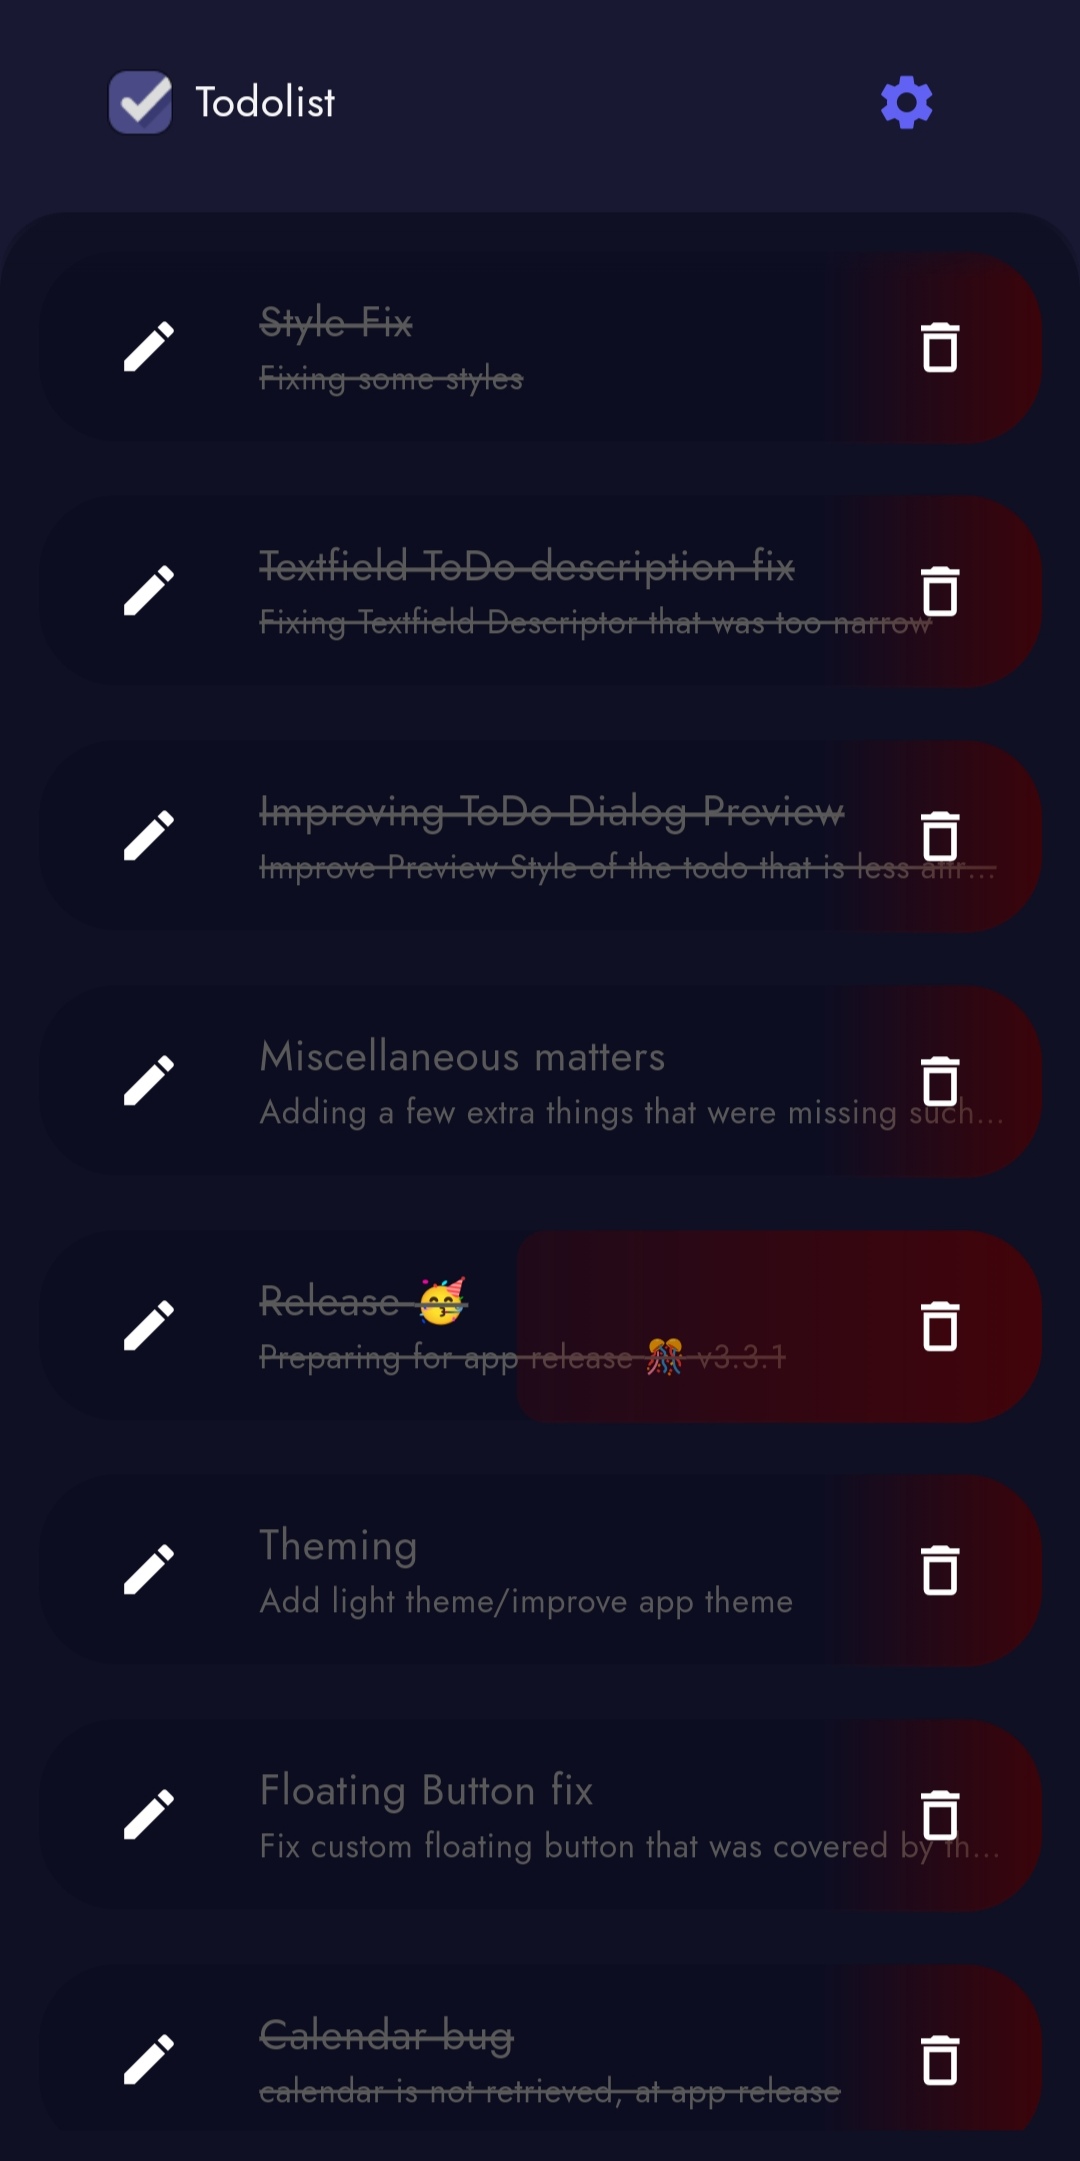 Todolist
Style Fix
Fixing some styles
Textfield ToDo description fix
Fixing Textfield Descriptor that was too narrow
Improving ToDo Dialog Preview
Improve Preview Style of the todo that is less attr...
Miscellaneous matters
Adding a few extra things that were missing such...
Release 🥳
Preparing for app release 🎊 v3.3.1
Theming
Add light theme/improve app theme
Floating Button fix
Fix custom floating button that was covered by th...
Calendar bug
calendar is not retrieved, at app release